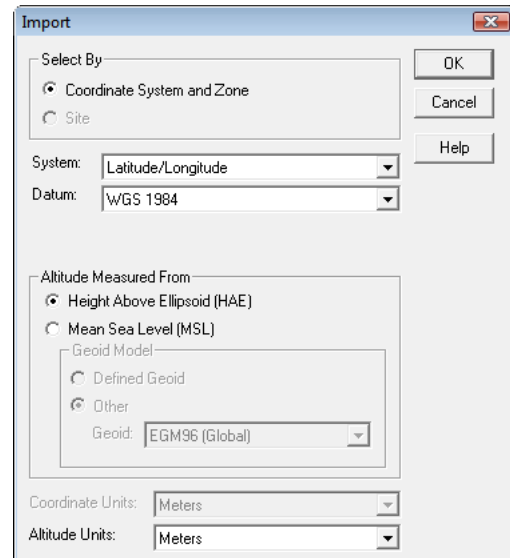 Import
Select By
Coordinate System and Zone
Site
OK
Cancel
Help
System: Latitude/Longitude
Datum: WGS 1984
Altitude Measured From
Height Above Ellipsoid (HAE)
Mean Sea Level (MSL)
Geoid Model
Defined Geoid
Other
Geoid: EGM96 (Global)
Coordinate Units: Meters
Altitude Units: Meters